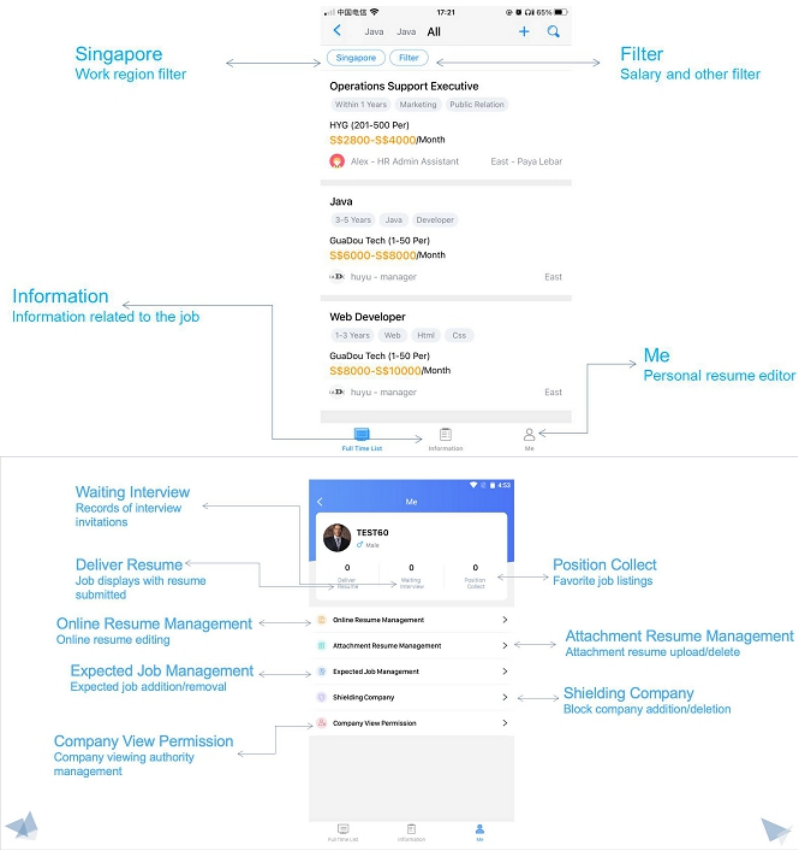 中国电信 17:21 65%
Java Java All
Singapore Filter
Singapore
Work region filter
Filter
Salary and other filter
Operations Support Executive
Within 1 Years Marketing Public Relation
HYG (201-500 Per)
S$2800-S$4000/Month
Alex - HR Admin Assistant East - Paya Lebar
Java
3-5 Years Java Developer
GuaDou Tech (1-50 Per)
S$6000-S$8000/Month
huyu - manager East
Information
Information related to the job
Web Developer
1-3 Years Web Html Css
GuaDou Tech (1-50 Per)
S$8000-S$10000/Month
huyu - manager East
Me
Personal resume editor
Full Time List Information Me
4:53
Me
Waiting Interview
Records of interview
invitations
TEST60
Male
0 0 0
Deliver Resume
Waiting Interview
Position Collect
Deliver Resume
Job displays with resume
submitted
Position Collect
Favorite job listings
Online Resume Management
Online resume editing
Online Resume Management
Attachment Resume Management
Attachment Resume Management
Attachment resume upload/delete
Expected Job Management
Expected job addition/removal
Expected Job Management
Shielding Company
Shielding Company
Block company addition/deletion
Company View Permission
Company View Permission
Company viewing authority
management
Full Time List Information Me